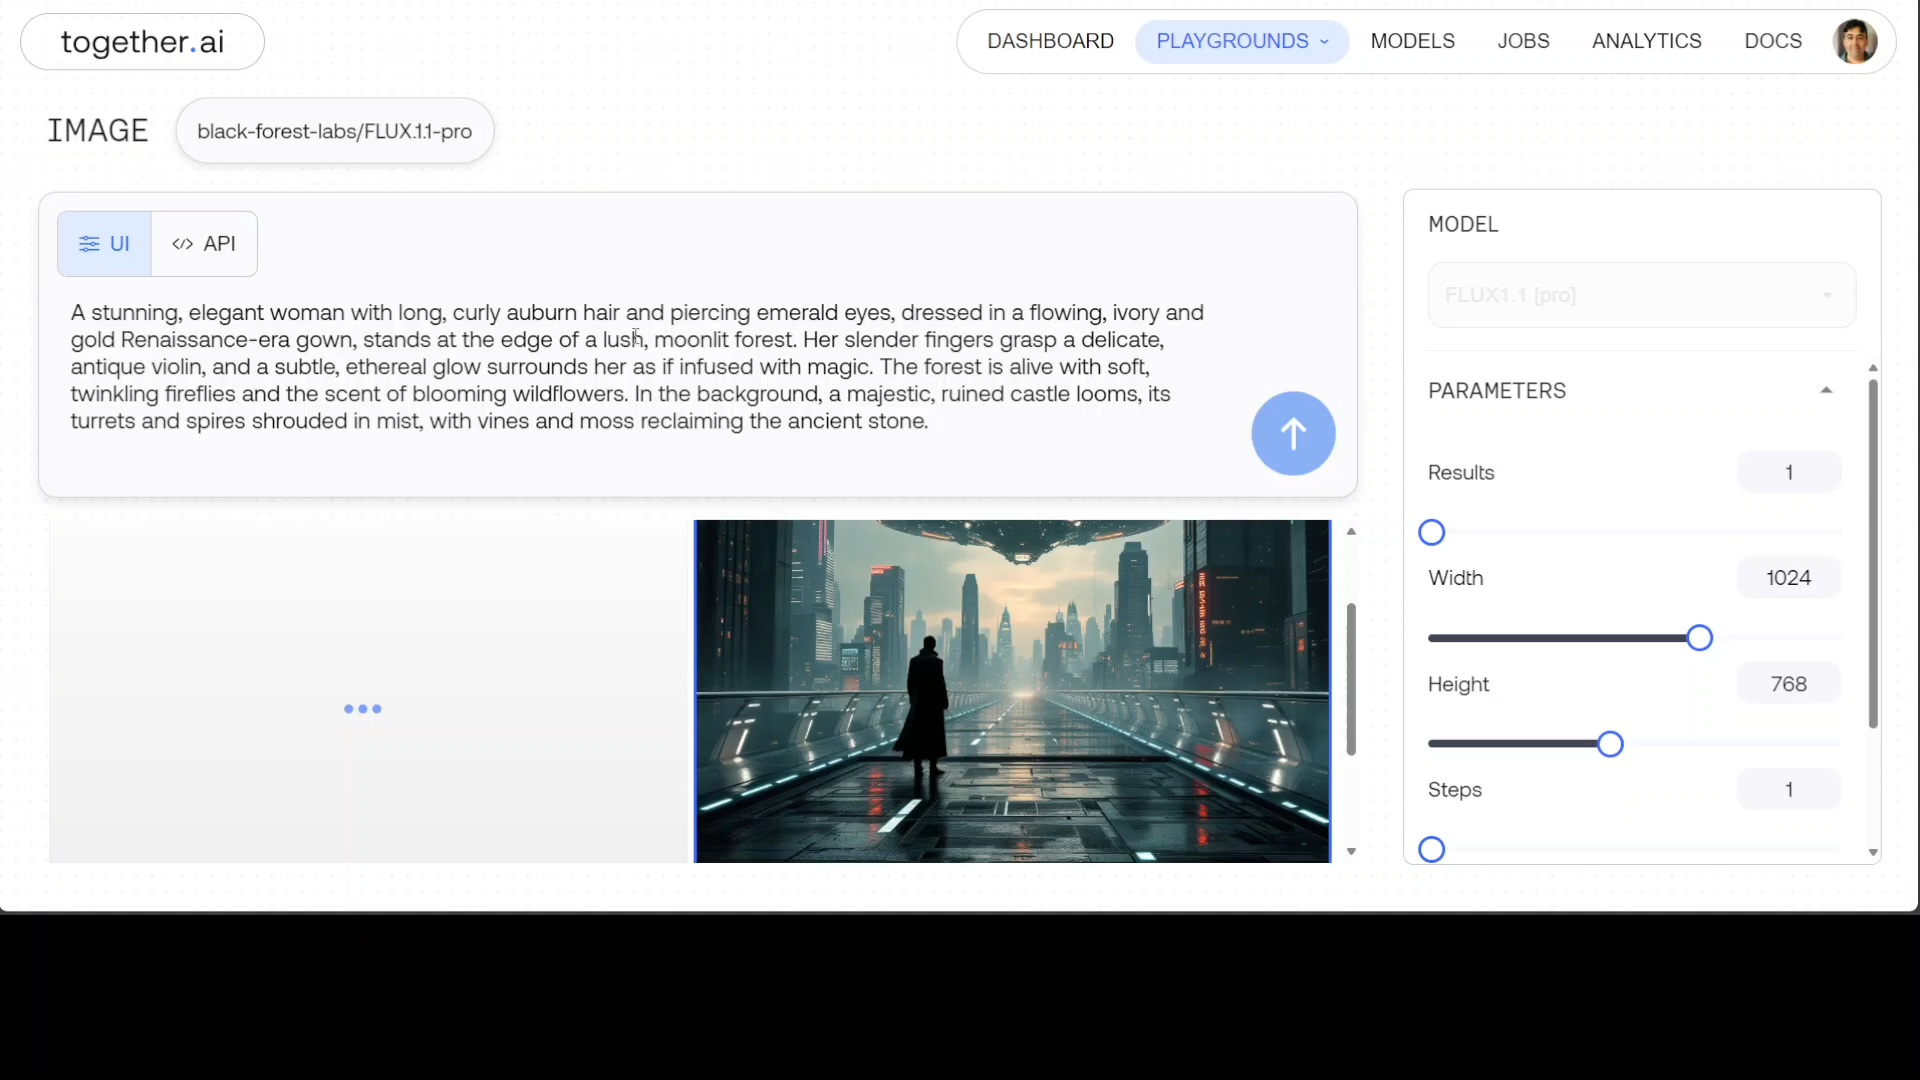 together.ai
DASHBOARD
PLAYGROUNDS
MODELS
JOBS
ANALYTICS
DOCS
IMAGE
black-forest-labs/FLUX.1.1-pro
UI
API
A stunning, elegant woman with long, curly auburn hair and piercing emerald eyes, dressed in a flowing, ivory and
gold Renaissance-era gown, stands at the edge of a lush, moonlit forest. Her slender fingers grasp a delicate,
antique violin, and a subtle, ethereal glow surrounds her as if infused with magic. The forest is alive with soft,
twinkling fireflies and the scent of blooming wildflowers. In the background, a majestic, ruined castle looms, its
turrets and spires shrouded in mist, with vines and moss reclaiming the ancient stone.
MODEL
FLUX1.1 [pro]
PARAMETERS
Results
1
Width
1024
Height
768
Steps
1